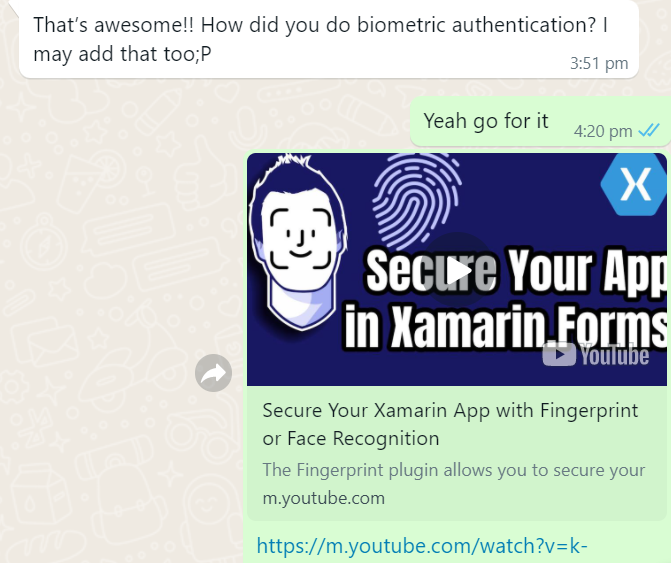 That's awesome!! How did you do biometric authentication? I
may add that too;P
3:51 pm
Yeah go for it
4:20 pm
X
Secure Your App
in Xamarin.Forms
YouTube
Secure Your Xamarin App with Fingerprint
or Face Recognition
The Fingerprint plugin allows you to secure your
m.youtube.com
https://m.youtube.com/watch?v=k-